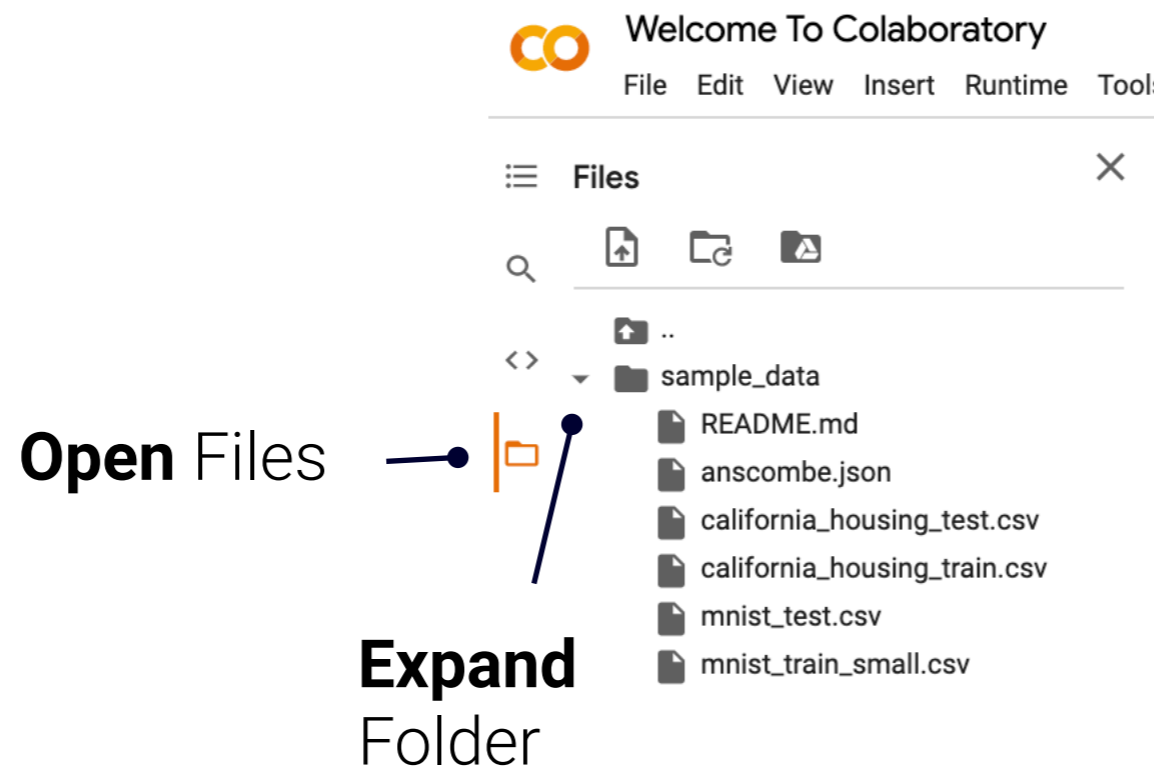 Welcome To Colaboratory
File Edit View Insert Runtime Tools
Files
..
sample_data
README.md
anscombe.json
california_housing_test.csv
california_housing_train.csv
mnist_test.csv
mnist_train_small.csv
Open Files
Expand
Folder